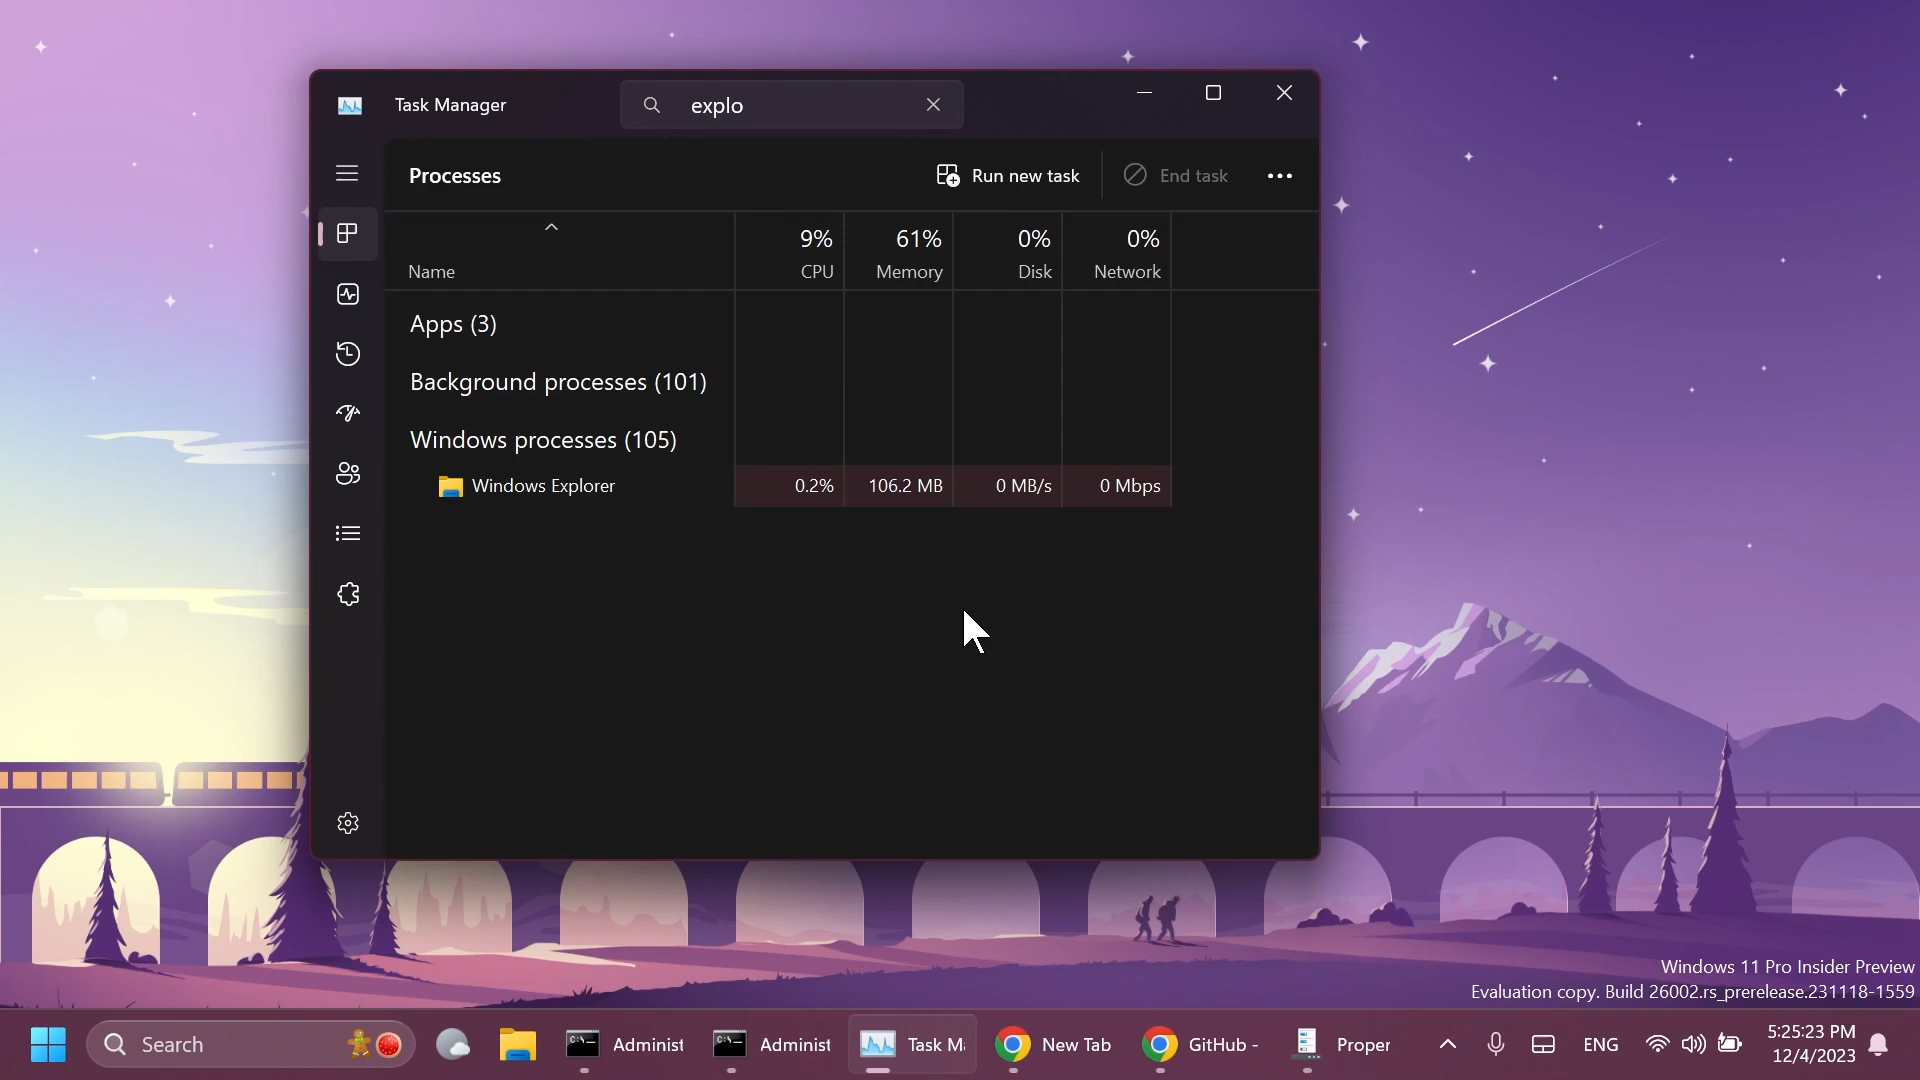 Task Manager
explo
Processes
Run new task
End task
9%
61%
0%
0%
Name
CPU
Memory
Disk
Network
Apps (3)
Background processes (101)
Windows processes (105)
Windows Explorer
0.2%
106.2 MB
0 MB/s
0 Mbps
Windows 11 Pro Insider Preview
Evaluation copy. Build 26002.rs_prerelease.231118-1559
Search
Administ
Administ
Task M
New Tab
GitHub -
Proper
ENG
5:25:23 PM
12/4/2023